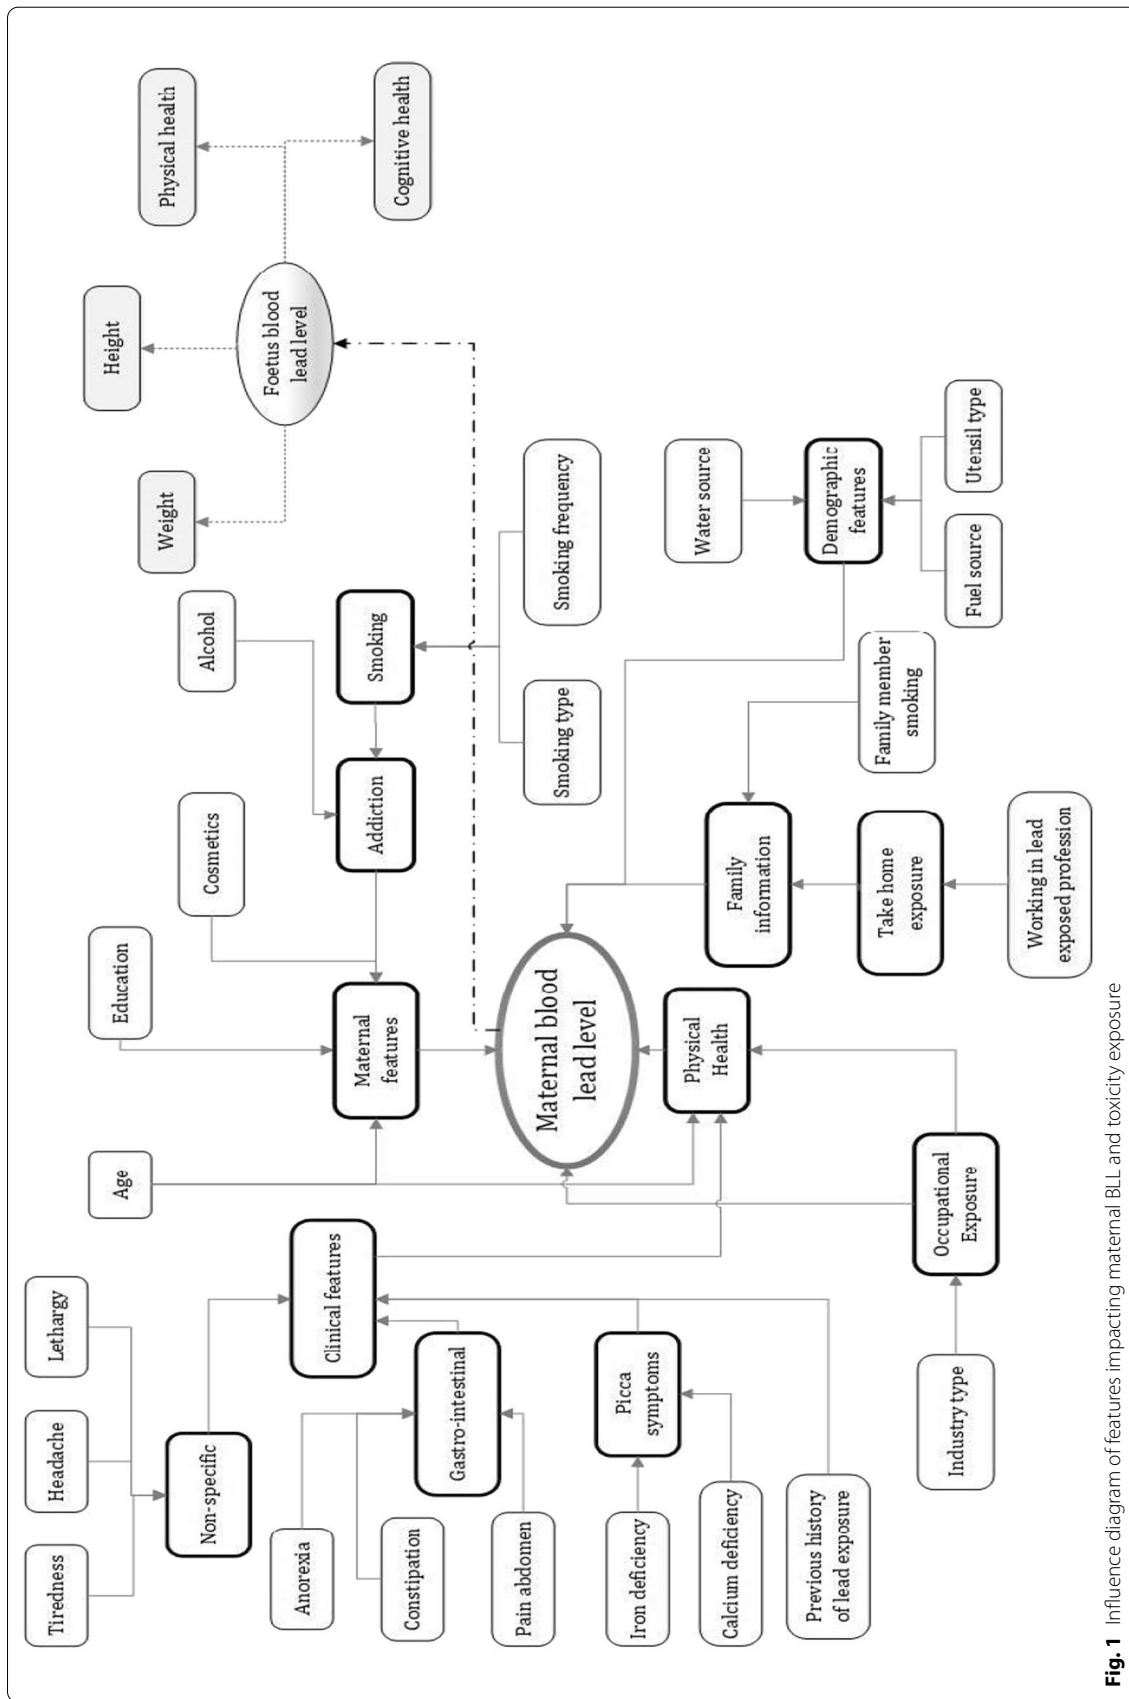 Tiredness
Headache
Lethargy
Age
Education
Cosmetics
Alcohol
Weight
Height
Physical health
Non-specific
Anorexia
Clinical features
Maternal
features
Addiction
Smoking
Foetus blood
lead level
Cognitive health
Constipation
Gastro-intestinal
Pain abdomen
Maternal blood
lead level
Smoking type
Smoking frequency
Iron deficiency
Picca
symptoms
Physical
Health
Family
information
Water source
Calcium deficiency
Previous history
of lead exposure
Take home
exposure
Family member
smoking
Demographic
features
Industry type
Occupational
Exposure
Working in lead
exposed profession
Fuel source
Utensil type
Fig. 1 Influence diagram of features impacting maternal BLL and toxicity exposure